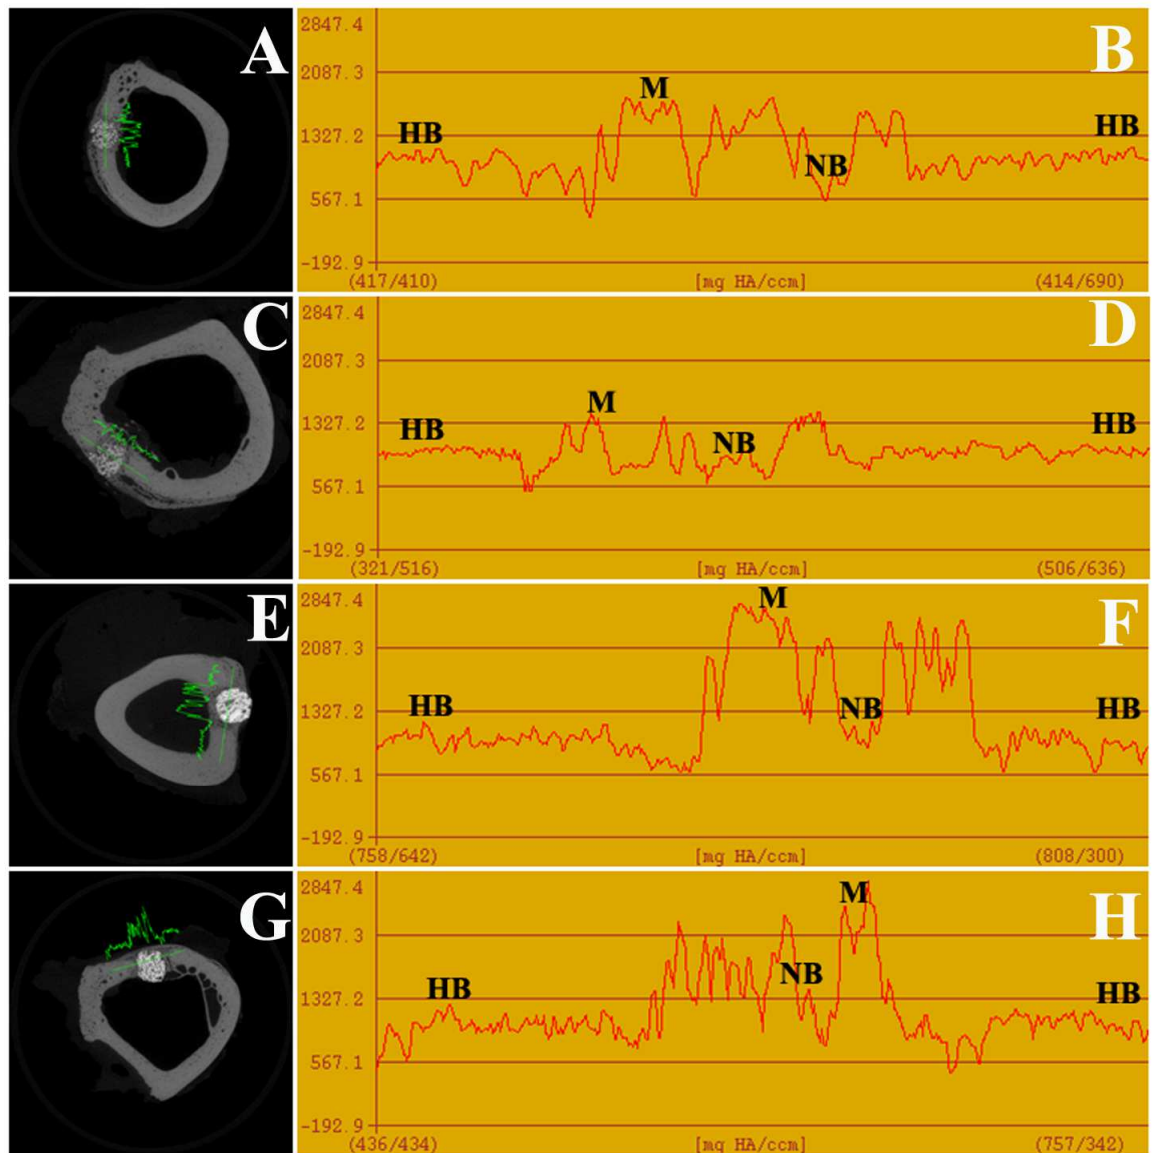 A
2847.4
B
2087.3
M
1327.2
HB
HB
NB
567.1
-192.9
(417/410)
[mg HA/ccm]
(414/690)
C
2847.4
D
2087.3
M
1327.2
HB
HB
NB
567.1
-192.9
(321/516)
[mg HA/ccm]
(506/636)
E
2847.4
M
F
2087.3
HB
NB
HB
1327.2
567.1
-192.9
(758/642)
[mg HA/ccm]
(808/300)
G
2847.4
M
H
2087.3
NB
HB
HB
1327.2
567.1
-192.9
(436/434)
[mg HA/ccm]
(757/342)